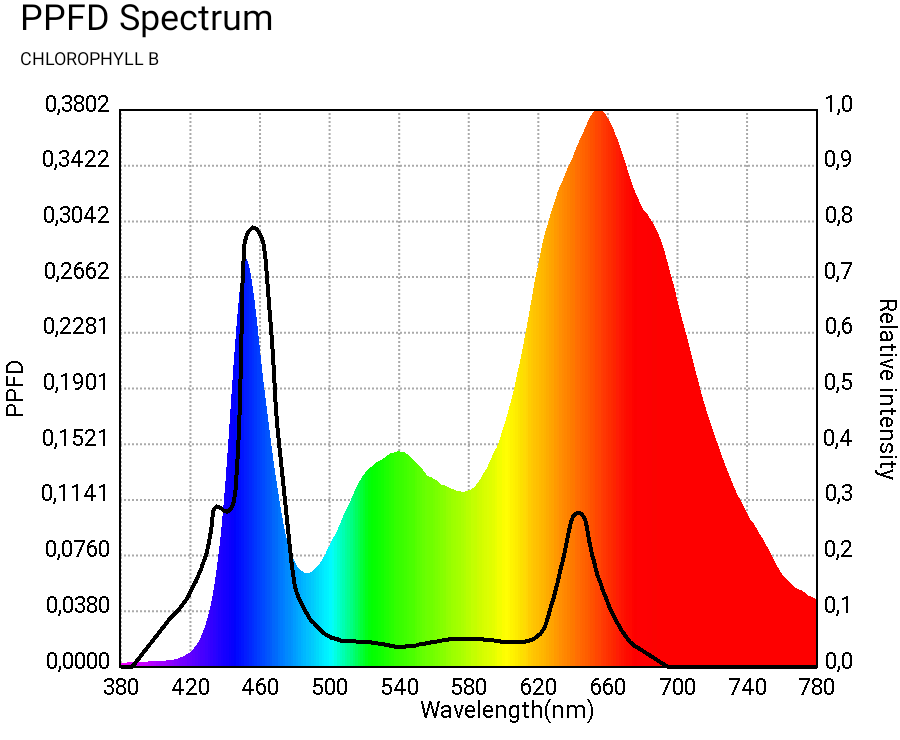 PPFD Spectrum
CHLOROPHYLL B
0,3802 1,0
0,3422 0,9
0,3042 0,8
0,2662 0,7
0,2281 0,6
0,1901 0,5
0,1521 0,4
0,1141 0,3
0,0760 0,2
0,0380 0,1
0,0000 0,0
PPFD
Relative intensity
380 420 460 500 540 580 620 660 700 740 780
Wavelength(nm)